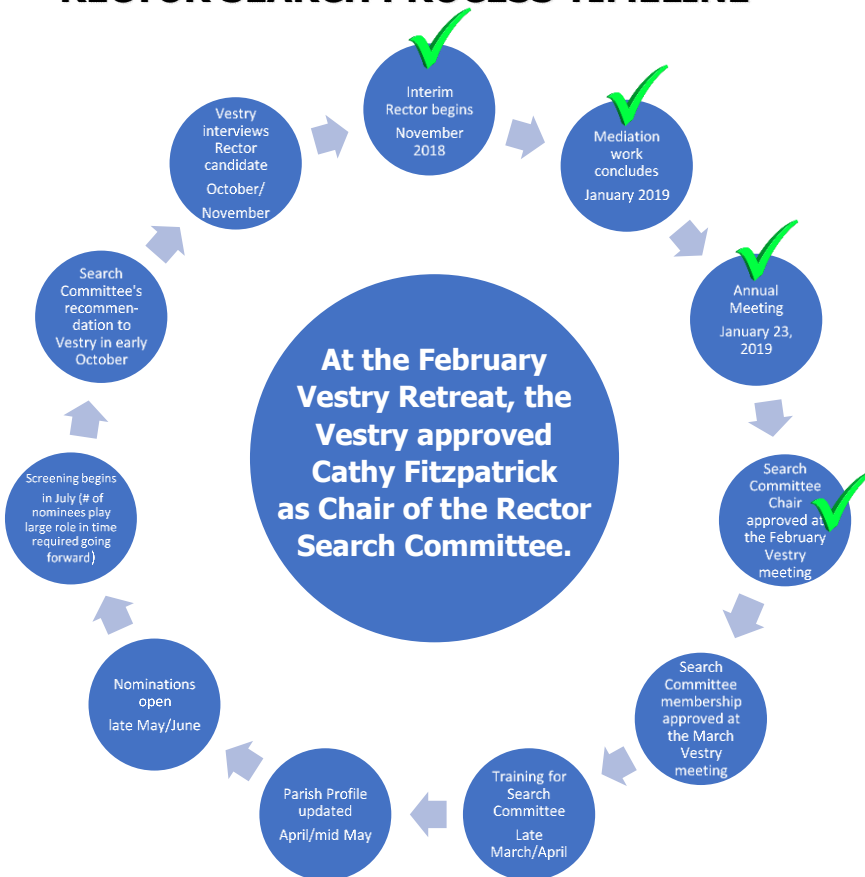 RECTOR SEARCH PROCESS TIMELINE
Interim
Rector begins
November
2018
Mediation
work
concludes
January 2019
Annual
Meeting
January 23,
2019
Search
Committee
Chair
approved at
the February
Vestry
meeting
Search
Committee
membership
approved at
the March
Vestry
meeting
Training for
Search
Committee
Late
March/April
Parish Profile
updated
April/mid May
Nominations
open
late May/June
Screening begins
in July (# of
nominees play
large role in time
required going
forward)
Search
Committee's
recommen-
dation to
Vestry in early
October
Vestry
interviews
Rector
candidate
October/
November
At the February
Vestry Retreat, the
Vestry approved
Cathy Fitzpatrick
as Chair of the Rector
Search Committee.